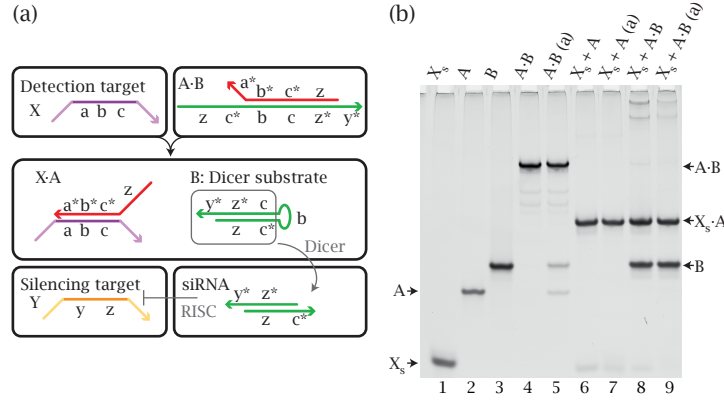 (a)
Detection target
X
a b c
A·B
a*
b* c* z
z c* b c z* y*
X·A
z
a* b* c*
a b c
B: Dicer substrate
y* z* c
z c*
b
Dicer
Silencing target
Y
y z
siRNA
RISC
y* z*
z c*
(b)
Xs
A
B
A·B
A·B (a)
Xs + A
Xs + A (a)
Xs + A·B
Xs + A·B (a)
A·B
Xs·A
B
A
Xs
1 2 3 4 5 6 7 8 9